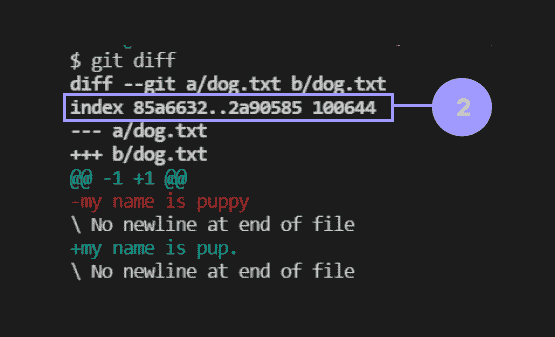 $ git diff
diff --git a/dog.txt b/dog.txt
index 85a6632..2a90585 100644
2
--- a/dog.txt
+++ b/dog.txt
@@ -1 +1 @@
-my name is puppy
\ No newline at end of file
+my name is pup.
\ No newline at end of file